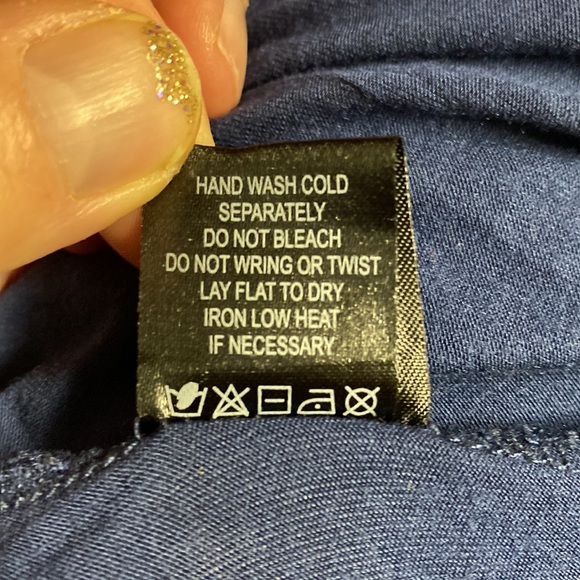 HAND WASH COLD
SEPARATELY
DO NOT BLEACH
DO NOT WRING OR TWIST
LAY FLAT TO DRY
IRON LOW HEAT
IF NECESSARY